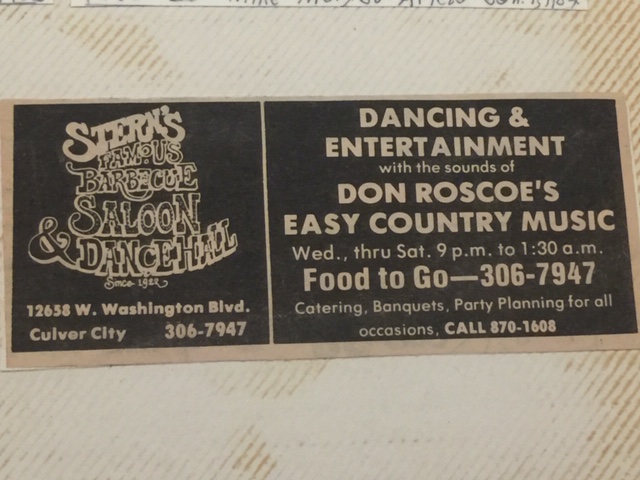 STERN'S
FAMOUS
BARBECUE
SALOON
& DANCEHALL
Since 1922
12658 W. Washington Blvd.
Culver City 306-7947
DANCING &
ENTERTAINMENT
with the sounds of
DON ROSCOE'S
EASY COUNTRY MUSIC
Wed., thru Sat. 9 p.m. to 1:30 a.m.
Food to Go—306-7947
Catering, Banquets, Party Planning for all
occasions, CALL 870-1608